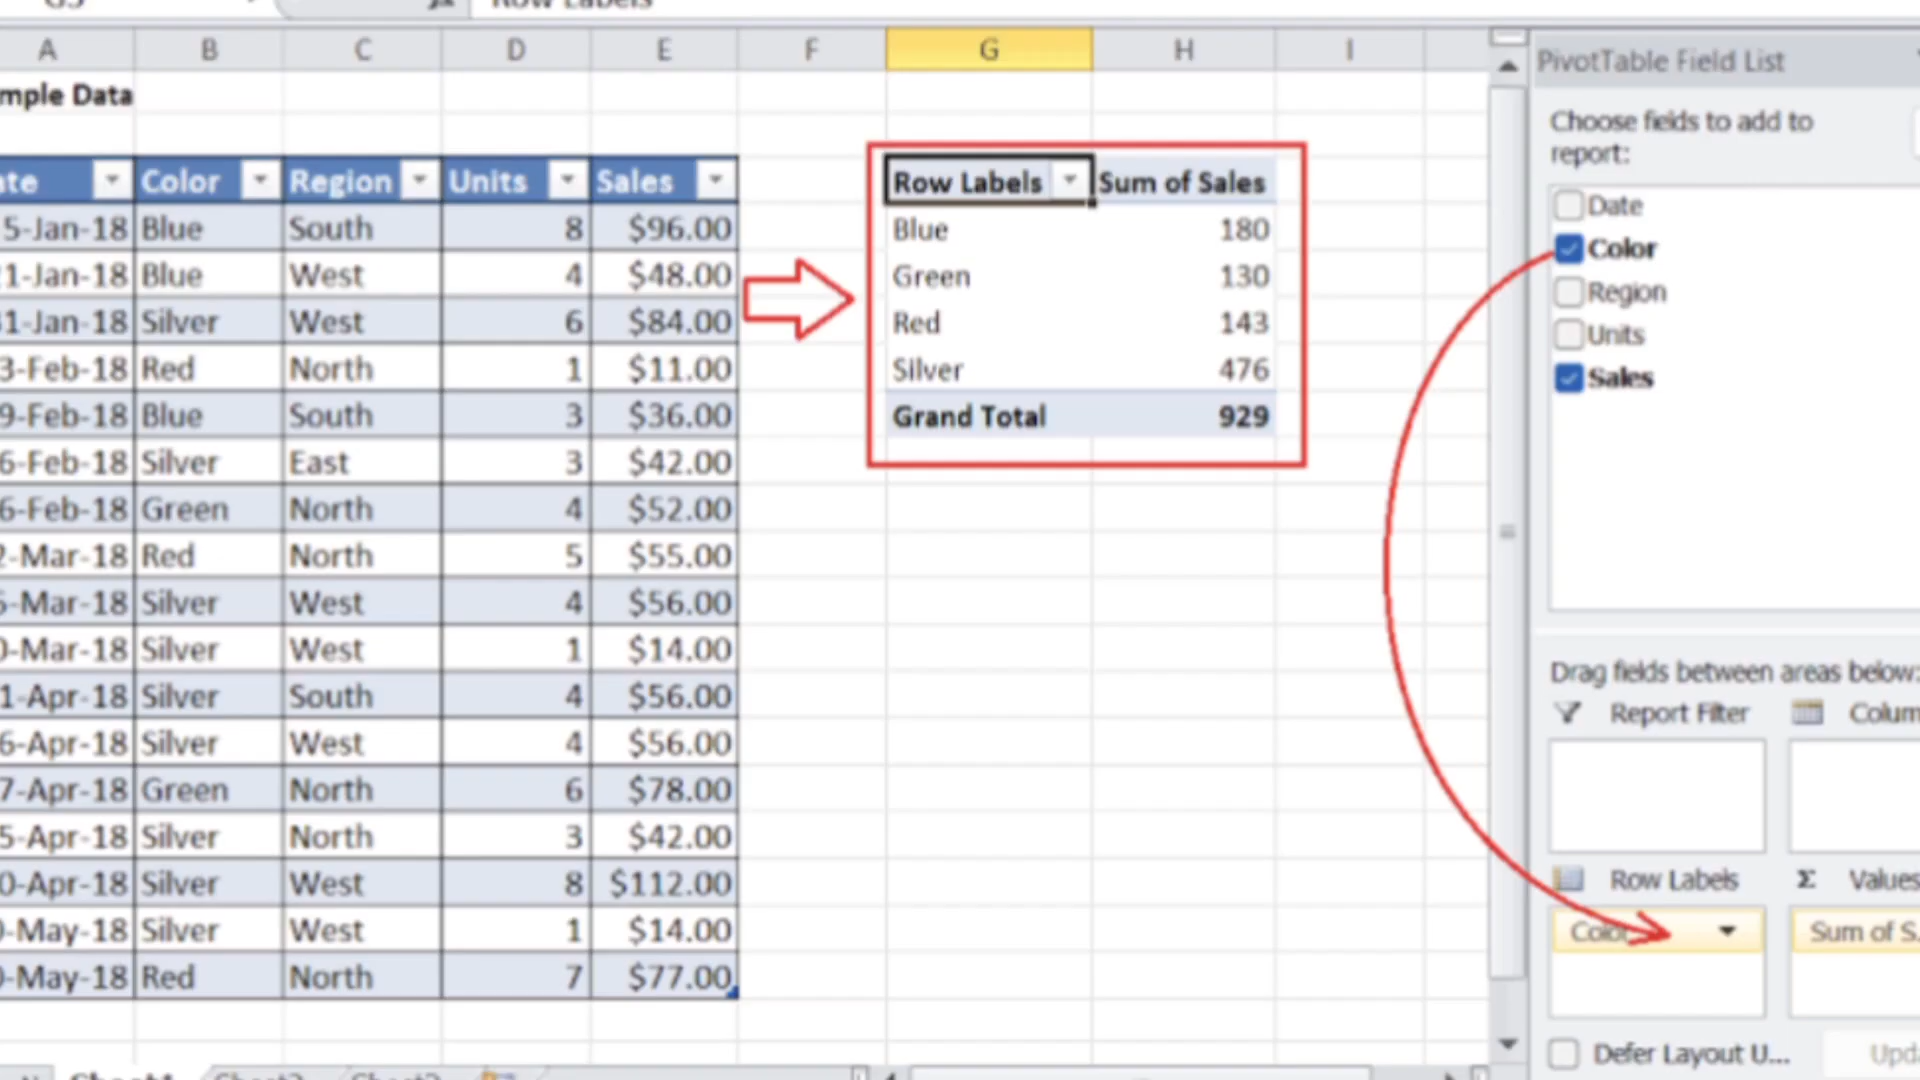 Row Labels
A B C D E F G H I
mple Data
te Color Region Units Sales
5-Jan-18 Blue South 8 $96.00
1-Jan-18 Blue West 4 $48.00
1-Jan-18 Silver West 6 $84.00
3-Feb-18 Red North 1 $11.00
9-Feb-18 Blue South 3 $36.00
6-Feb-18 Silver East 3 $42.00
6-Feb-18 Green North 4 $52.00
2-Mar-18 Red North 5 $55.00
5-Mar-18 Silver West 4 $56.00
0-Mar-18 Silver West 1 $14.00
1-Apr-18 Silver South 4 $56.00
6-Apr-18 Silver West 4 $56.00
7-Apr-18 Green North 6 $78.00
5-Apr-18 Silver North 3 $42.00
0-Apr-18 Silver West 8 $112.00
0-May-18 Silver West 1 $14.00
0-May-18 Red North 7 $77.00
Row Labels Sum of Sales
Blue 180
Green 130
Red 143
Silver 476
Grand Total 929
PivotTable Field List
Choose fields to add to
report:
Date
Color
Region
Units
Sales
Drag fields between areas below:
Report Filter Colum
Row Labels Σ Values
Color Sum of S...
Defer Layout U... Upda